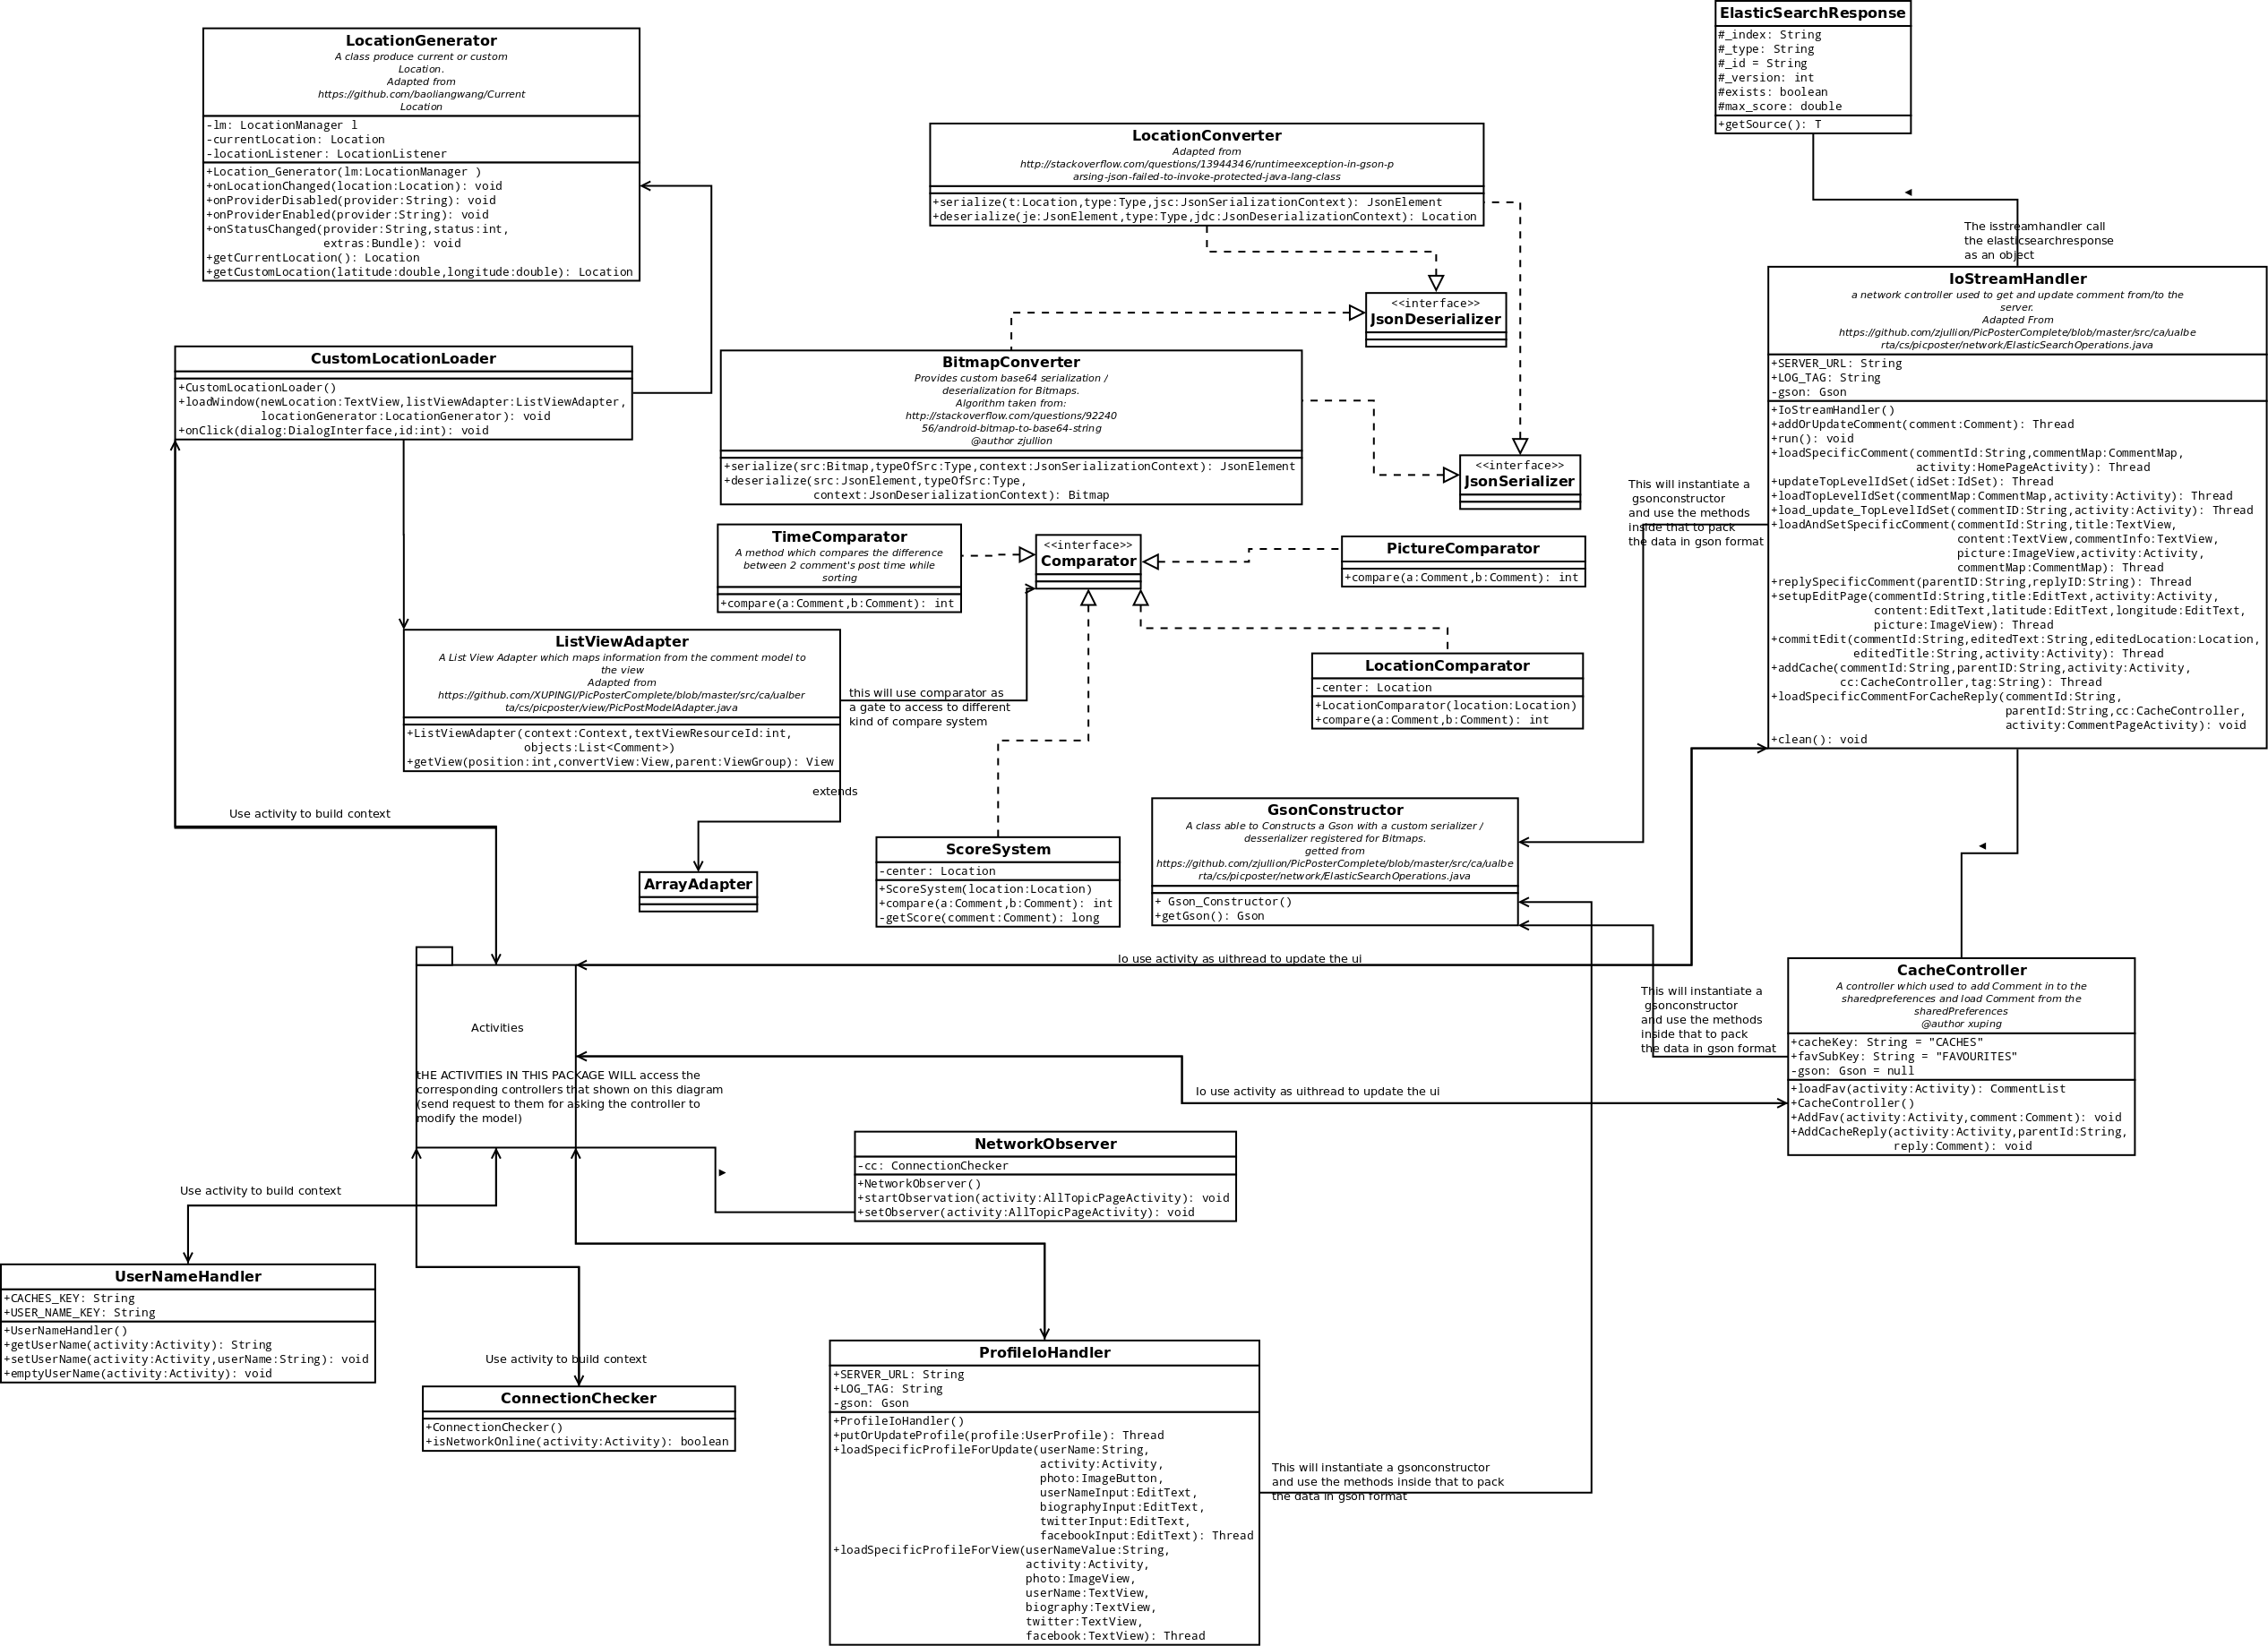 ElasticSearchResponse
#_index: String
#_type: String
#_id = String
#_version: int
#exists: boolean
#max_score: double
+getSource(): T
LocationGenerator
A class produce current or custom
Location.
Adapted from
https://github.com/baoliangwang/Current
Location
-lm: LocationManager l
-currentLocation: Location
-locationListener: LocationListener
+Location_Generator(lm:LocationManager )
+onLocationChanged(location:Location): void
+onProviderDisabled(provider:String): void
+onProviderEnabled(provider:String): void
+onStatusChanged(provider:String,status:int,
extras:Bundle): void
+getCurrentLocation(): Location
+getCustomLocation(latitude:double,longitude:double): Location
LocationConverter
Adapted from
http://stackoverflow.com/questions/13944346/runtimeexception-in-gson-p
arsing-json-failed-to-invoke-protected-java-lang-class
+serialize(t:Location,type:Type,jsc:JsonSerializationContext): JsonElement
+deserialize(je:JsonElement,type:Type,jdc:JsonDeserializationContext): Location
The isstreamhandler call
the elasticsearchresponse
as an object
IoStreamHandler
a network controller used to get and update comment from/to the
server.
Adapted From
https://github.com/zjullion/PicPosterComplete/blob/master/src/ca/ualbe
rta/cs/picposter/network/ElasticSearchOperations.java
+SERVER_URL: String
+LOG_TAG: String
-gson: Gson
+IoStreamHandler()
+addOrUpdateComment(comment:Comment): Thread
+run(): void
+loadSpecificComment(commentId:String,commentMap:CommentMap,
activity:HomePageActivity): Thread
+updateTopLevelIdSet(idSet:IdSet): Thread
+loadTopLevelIdSet(commentMap:CommentMap,activity:Activity): Thread
+load_update_TopLevelIdSet(commentID:String,activity:Activity): Thread
+loadAndSetSpecificComment(commentId:String,title:TextView,
content:TextView,commentInfo:TextView,
picture:ImageView,activity:Activity,
commentMap:CommentMap): Thread
+replySpecificComment(parentID:String,replyID:String): Thread
+setupEditPage(commentId:String,title:EditText,activity:Activity,
content:EditText,latitude:EditText,longitude:EditText,
picture:ImageView): Thread
+commitEdit(commentId:String,editedText:String,editedLocation:Location,
editedTitle:String,activity:Activity): Thread
+addCache(commentId:String,parentID:String,activity:Activity,
cc:CacheController,tag:String): Thread
+loadSpecificCommentForCacheReply(commentId:String,
parentId:String,cc:CacheController,
activity:CommentPageActivity): void
+clean(): void
<<interface>>
JsonDeserializer
CustomLocationLoader
+CustomLocationLoader()
+loadWindow(newLocation:TextView,listViewAdapter:ListViewAdapter,
locationGenerator:LocationGenerator): void
+onClick(dialog:DialogInterface,id:int): void
BitmapConverter
Provides custom base64 serialization /
deserialization for Bitmaps.
Algorithm taken from:
http://stackoverflow.com/questions/92240
56/android-bitmap-to-base64-string
@author zjullion
+serialize(src:Bitmap,typeOfSrc:Type,context:JsonSerializationContext): JsonElement
+deserialize(src:JsonElement,typeOfSrc:Type,
context:JsonDeserializationContext): Bitmap
<<interface>>
JsonSerializer
This will instantiate a
gsonconstructor
and use the methods
inside that to pack
the data in gson format
TimeComparator
A method which compares the difference
between 2 comment's post time while
sorting
+compare(a:Comment,b:Comment): int
<<interface>>
Comparator
PictureComparator
+compare(a:Comment,b:Comment): int
ListViewAdapter
A List View Adapter which maps information from the comment model to
the view
Adapted from
https://github.com/XUPINGI/PicPosterComplete/blob/master/src/ca/ualber
ta/cs/picposter/view/PicPostModelAdapter.java
+ListViewAdapter(context:Context,textViewResourceId:int,
objects:List<Comment>)
+getView(position:int,convertView:View,parent:ViewGroup): View
this will use comparator as
a gate to access to different
kind of compare system
LocationComparator
-center: Location
+LocationComparator(location:Location)
+compare(a:Comment,b:Comment): int
extends
Use activity to build context
ArrayAdapter
ScoreSystem
-center: Location
+ScoreSystem(location:Location)
+compare(a:Comment,b:Comment): int
-getScore(comment:Comment): long
GsonConstructor
A class able to Constructs a Gson with a custom serializer /
desserializer registered for Bitmaps.
getted from
https://github.com/zjullion/PicPosterComplete/blob/master/src/ca/ualbe
rta/cs/picposter/network/ElasticSearchOperations.java
+ Gson_Constructor()
+getGson(): Gson
Io use activity as uithread to update the ui
This will instantiate a
gsonconstructor
and use the methods
inside that to pack
the data in gson format
CacheController
A controller which used to add Comment in to the
sharedpreferences and load Comment from the
sharedPreferences
@author xuping
+cacheKey: String = "CACHES"
+favSubKey: String = "FAVOURITES"
-gson: Gson = null
+loadFav(activity:Activity): CommentList
+CacheController()
+AddFav(activity:Activity,comment:Comment): void
+AddCacheReply(activity:Activity,parentId:String,
reply:Comment): void
Activities
tHE ACTIVITIES IN THIS PACKAGE WILL access the
corresponding controllers that shown on this diagram
(send request to them for asking the controller to
modify the model)
Io use activity as uithread to update the ui
NetworkObserver
-cc: ConnectionChecker
+NetworkObserver()
+startObservation(activity:AllTopicPageActivity): void
+setObserver(activity:AllTopicPageActivity): void
Use activity to build context
UserNameHandler
+CACHES_KEY: String
+USER_NAME_KEY: String
+UserNameHandler()
+getUserName(activity:Activity): String
+setUserName(activity:Activity,userName:String): void
+emptyUserName(activity:Activity): void
Use activity to build context
ConnectionChecker
+ConnectionChecker()
+isNetworkOnline(activity:Activity): boolean
ProfileIoHandler
+SERVER_URL: String
+LOG_TAG: String
-gson: Gson
+ProfileIoHandler()
+putOrUpdateProfile(profile:UserProfile): Thread
+loadSpecificProfileForUpdate(userName:String,
activity:Activity,
photo:ImageButton,
userNameInput:EditText,
biographyInput:EditText,
twitterInput:EditText,
facebookInput:EditText): Thread
+loadSpecificProfileForView(userNameValue:String,
activity:Activity,
photo:ImageView,
userName:TextView,
biography:TextView,
twitter:TextView,
facebook:TextView): Thread
This will instantiate a gsonconstructor
and use the methods inside that to pack
the data in gson format